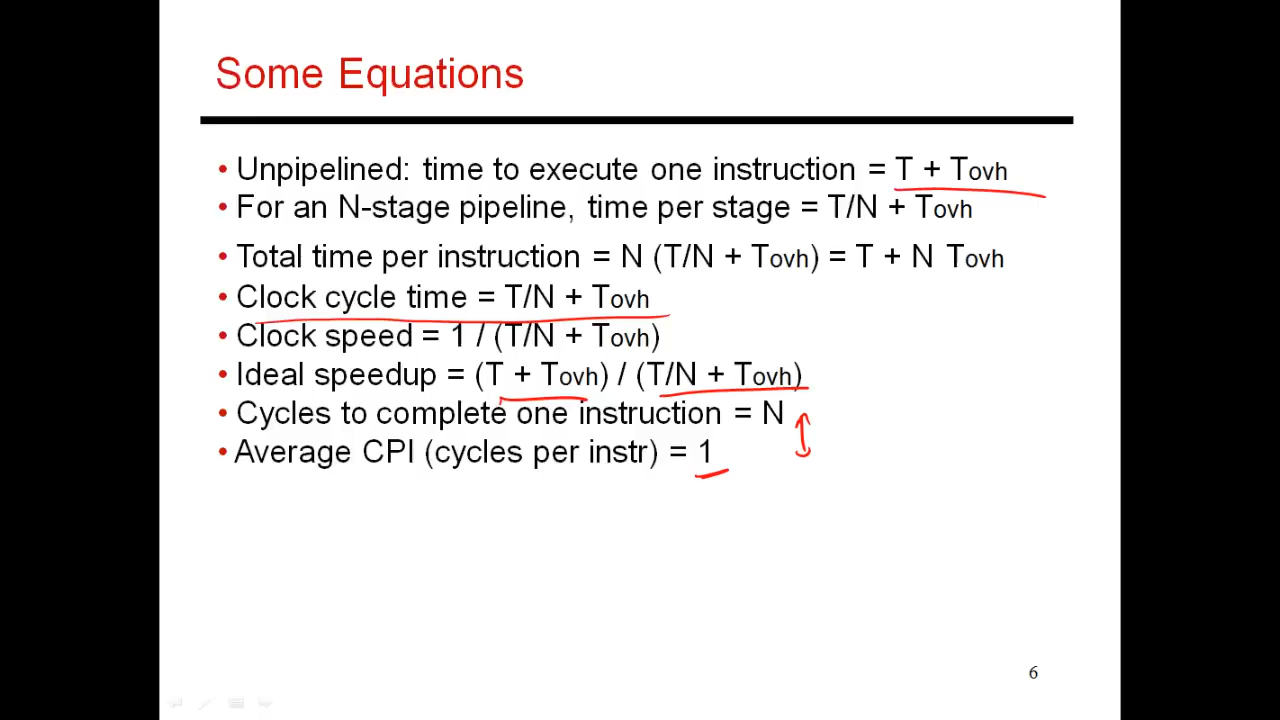 Some Equations
• Unpipelined: time to execute one instruction = T + Tovh
• For an N-stage pipeline, time per stage = T/N + Tovh
• Total time per instruction = N (T/N + Tovh) = T + N Tovh
• Clock cycle time = T/N + Tovh
• Clock speed = 1 / (T/N + Tovh)
• Ideal speedup = (T + Tovh) / (T/N + Tovh)
• Cycles to complete one instruction = N
• Average CPI (cycles per instr) = 1
6